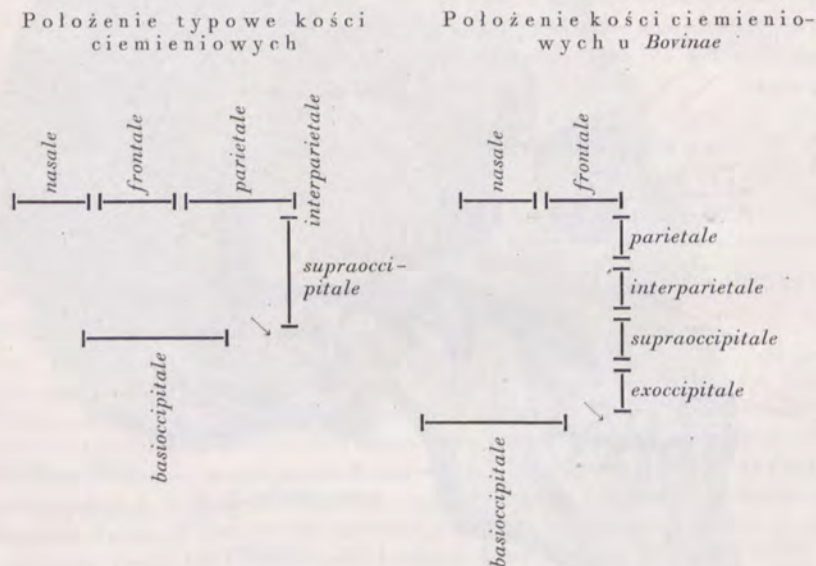 Położenie typowe kości
ciemieniowych
nasale
frontale
parietale
interparietale
supraocci-
pitale
basioccipitale
Położenie kości ciemienio-
wych u Bovinae
nasale
frontale
parietale
interparietale
supraoccipitale
exoccipitale
basioccipitale